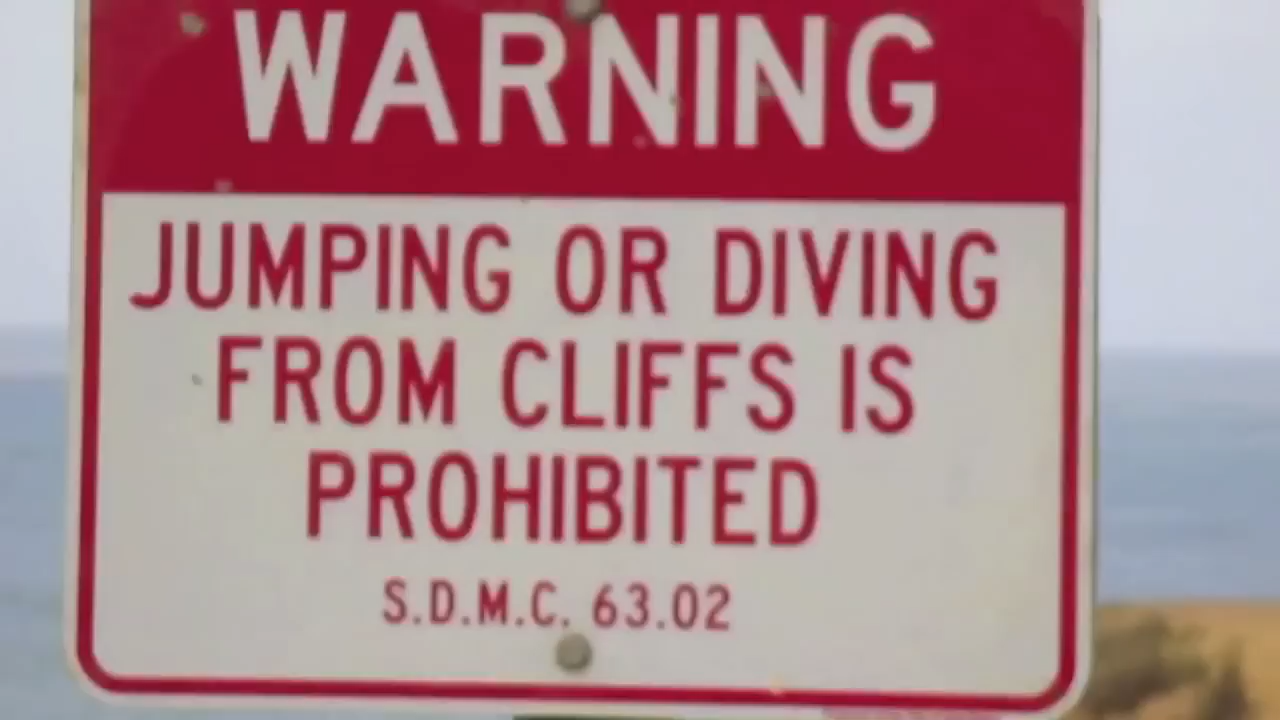 WARNING
JUMPING OR DIVING
FROM CLIFFS IS
PROHIBITED
S.D.M.C. 63.02